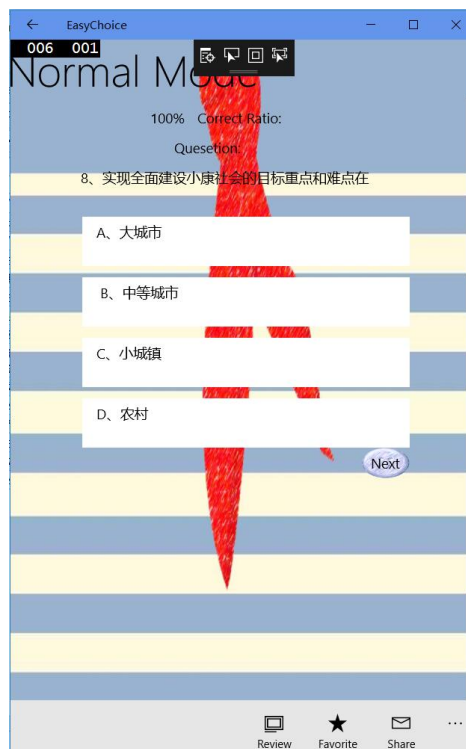 EasyChoice
006 001
Normal Mode
100% Correct Ratio:
Quesetion:
8、实现全面建设小康社会的目标重点和难点在
A、大城市
B、中等城市
C、小城镇
D、农村
Next
Review Favorite Share